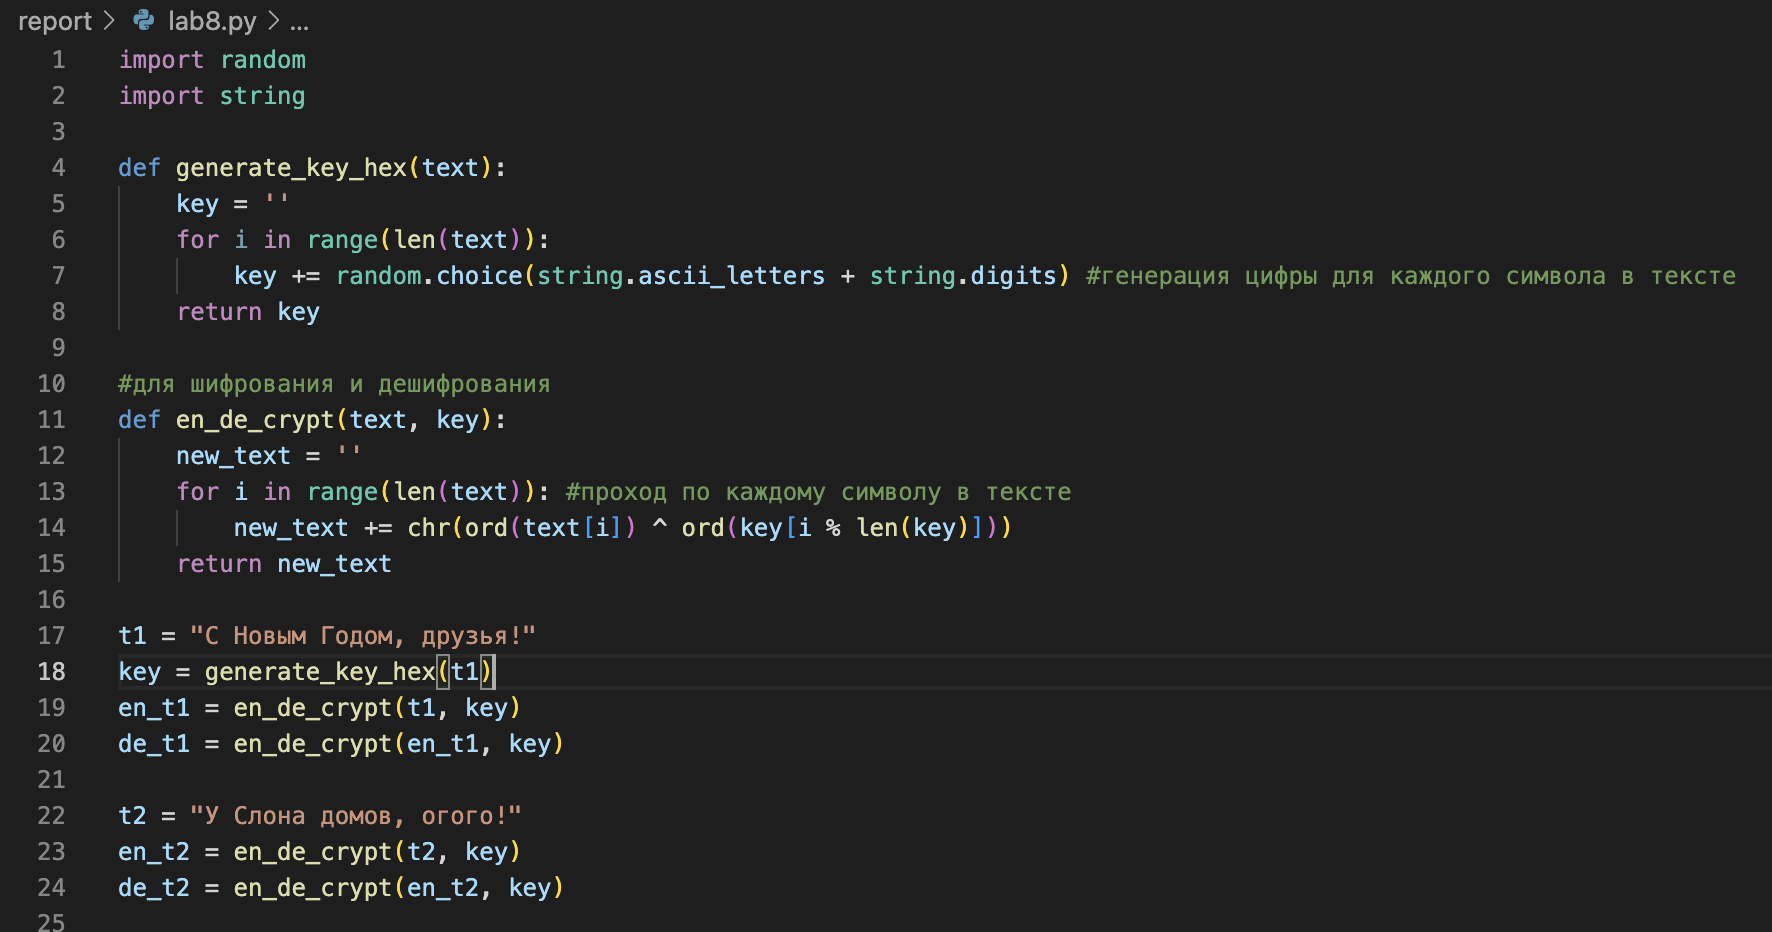 report > lab8.py > ...
1 import random
2 import string
3
4 def generate_key_hex(text):
5     key = ''
6     for i in range(len(text)):
7         key += random.choice(string.ascii_letters + string.digits) #генерация цифры для каждого символа в тексте
8     return key
9
10 #для шифрования и дешифрования
11 def en_de_crypt(text, key):
12     new_text = ''
13     for i in range(len(text)): #проход по каждому символу в тексте
14         new_text += chr(ord(text[i]) ^ ord(key[i % len(key)]))
15     return new_text
16
17 t1 = "С Новым Годом, друзья!"
18 key = generate_key_hex(t1)
19 en_t1 = en_de_crypt(t1, key)
20 de_t1 = en_de_crypt(en_t1, key)
21
22 t2 = "У Слона домов, огого!"
23 en_t2 = en_de_crypt(t2, key)
24 de_t2 = en_de_crypt(en_t2, key)
25